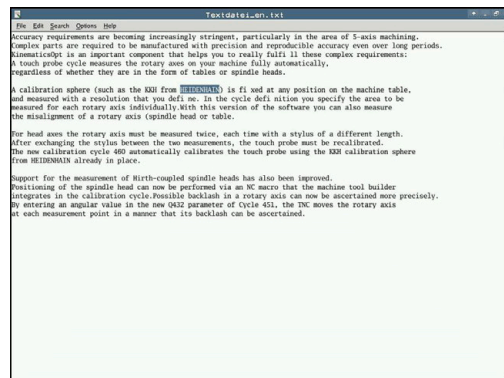 Textdatei_en.txt
File Edit Search Options Help
Accuracy requirements are becoming increasingly stringent, particularly in the area of 5-axis machining.
Complex parts are required to be manufactured with precision and reproducible accuracy even over long periods.
KinematicsOpt is an important component that helps you to really fulfi ll these complex requirements:
A touch probe cycle measures the rotary axes on your machine fully automatically,
regardless of whether they are in the form of tables or spindle heads.
A calibration sphere (such as the KKH from HEIDENHAIN) is fi xed at any position on the machine table,
and measured with a resolution that you defi ne. In the cycle defi nition you specify the area to be
measured for each rotary axis individually.With this version of the software you can also measure
the misalignment of a rotary axis (spindle head or table.
For head axes the rotary axis must be measured twice, each time with a stylus of a different length.
After exchanging the stylus between the two measurements, the touch probe must be recalibrated.
The new calibration cycle 460 automatically calibrates the touch probe using the KKH calibration sphere
from HEIDENHAIN already in place.
Support for the measurement of Hirth-coupled spindle heads has also been improved.
Positioning of the spindle head can now be performed via an NC macro that the machine tool builder
integrates in the calibration cycle.Possible backlash in a rotary axis can now be ascertained more precisely.
By entering an angular value in the new Q432 parameter of Cycle 451, the TNC moves the rotary axis
at each measurement point in a manner that its backlash can be ascertained.